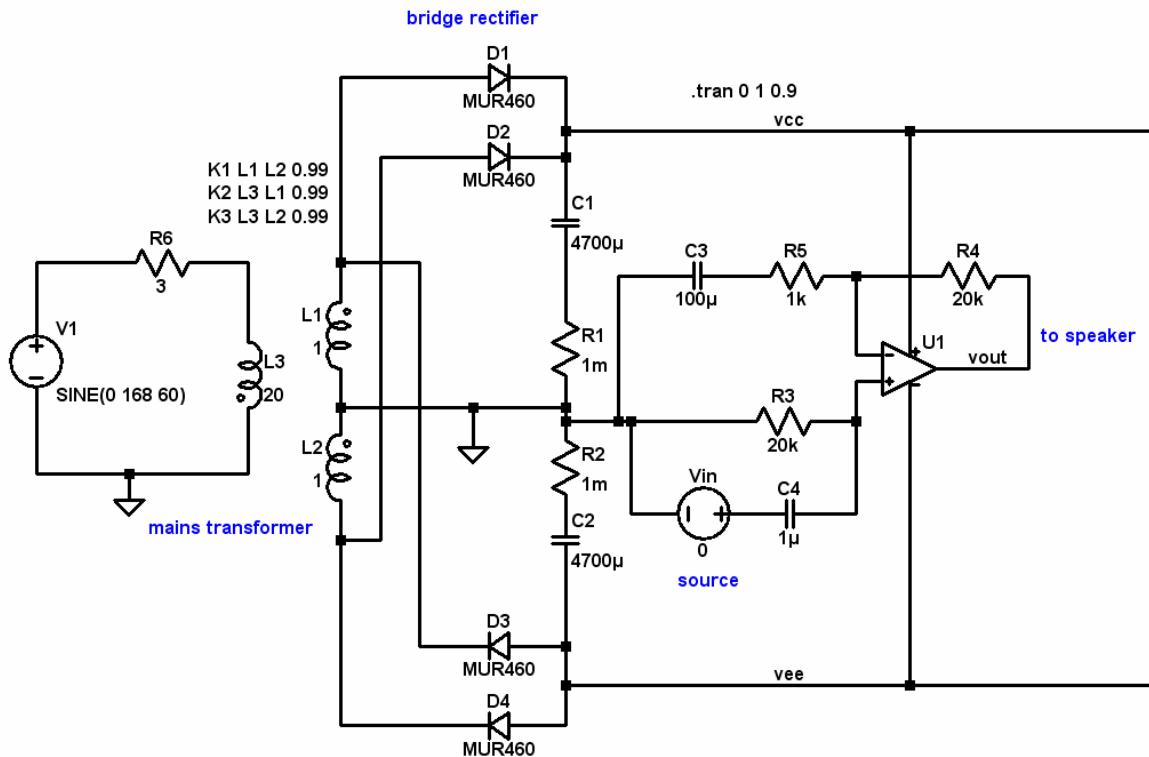 bridge rectifier
D1
MUR460
.tran 0 1 0.9
vcc
D2
MUR460
K1 L1 L2 0.99
K2 L3 L1 0.99
K3 L3 L2 0.99
C1
4700µ
R6
3
C3
100µ
R5
1k
R4
20k
V1
SINE(0 168 60)
L3
20
L1
1
R1
1m
U1
to speaker
vout
R3
20k
L2
1
R2
1m
Vin
0
C4
1µ
mains transformer
C2
4700µ
source
D3
MUR460
vee
D4
MUR460